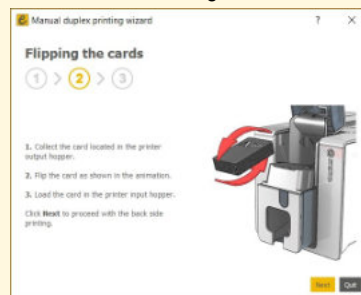 Manual duplex printing wizard
?
Flipping the cards
1 > 2 > 3
1. Collect the card located in the printer
output hopper.
2. Flip the card as shown in the animation.
3. Load the card in the printer input hopper.
Click Next to proceed with the back side
printing.
Next Quit